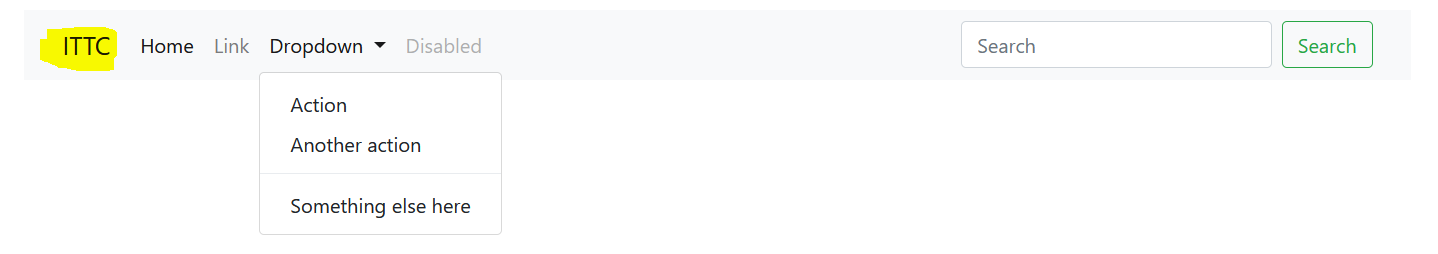 ITTC Home Link Dropdown Disabled Search Search
Action
Another action
Something else here